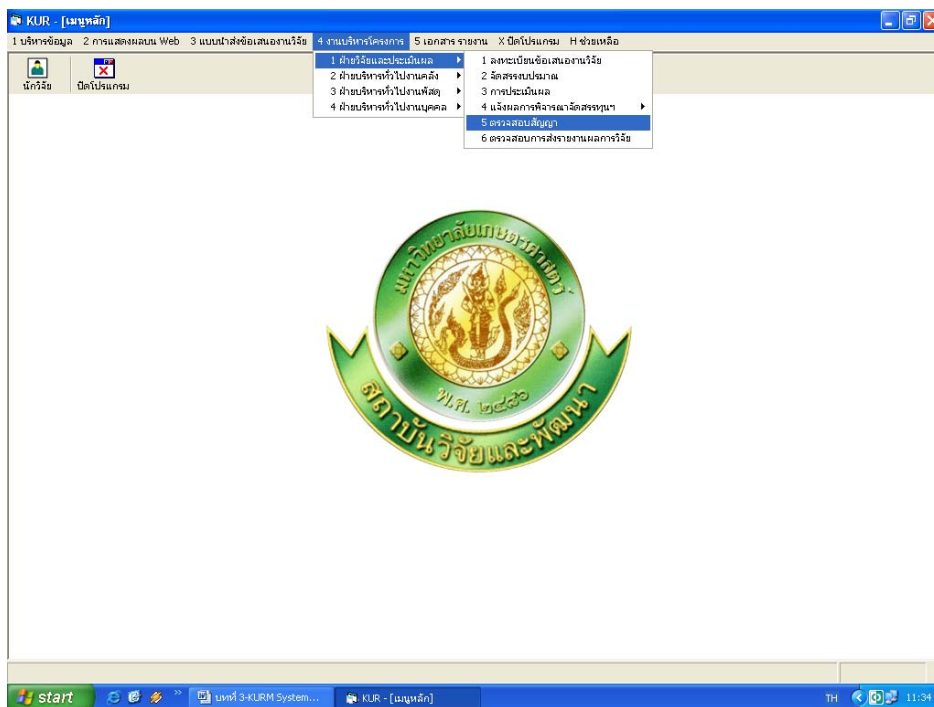 KUR - [เมนูหลัก]
1 บริหารข้อมูล 2 การแสดงผลบน Web 3 แบบนำส่งข้อเสนองานวิจัย 4 งานบริหารโครงการ 5 เอกสาร รายงาน X ปิดโปรแกรม H ช่วยเหลือ
นักวิจัย ปิดโปรแกรม
1 ฝ่ายวิจัยและประเมินผล
2 ฝ่ายบริหารทั่วไปงานคลัง
3 ฝ่ายบริหารทั่วไปงานพัสดุ
4 ฝ่ายบริหารทั่วไปงานบุคคล
1 ลงทะเบียนข้อเสนองานวิจัย
2 จัดสรรงบประมาณ
3 การประเมินผล
4 แจ้งผลการพิจารณาจัดสรรทุนฯ
5 ตรวจสอบสัญญา
6 ตรวจสอบการส่งรายงานผลการวิจัย
มหาวิทยาลัยเกษตรศาสตร์
พ.ศ. ๒๔๘๖
สถาบันวิจัยและพัฒนา
start บทที่ 3-KURM System... KUR - [เมนูหลัก] TH 11:34